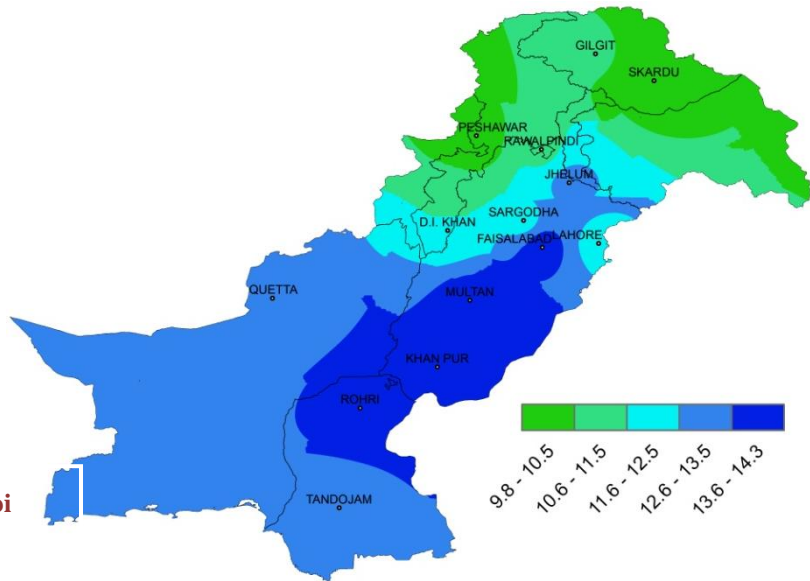 GILGIT
SKARDU
PESHAWAR
RAWALPINDI
JHELUM
SARGODHA
D.I. KHAN
FAISALABAD
LAHORE
QUETTA
MULTAN
KHAN PUR
ROHRI
TANDOJAM
9.8 - 10.5
10.6 - 11.5
11.6 - 12.5
12.6 - 13.5
13.6 - 14.3